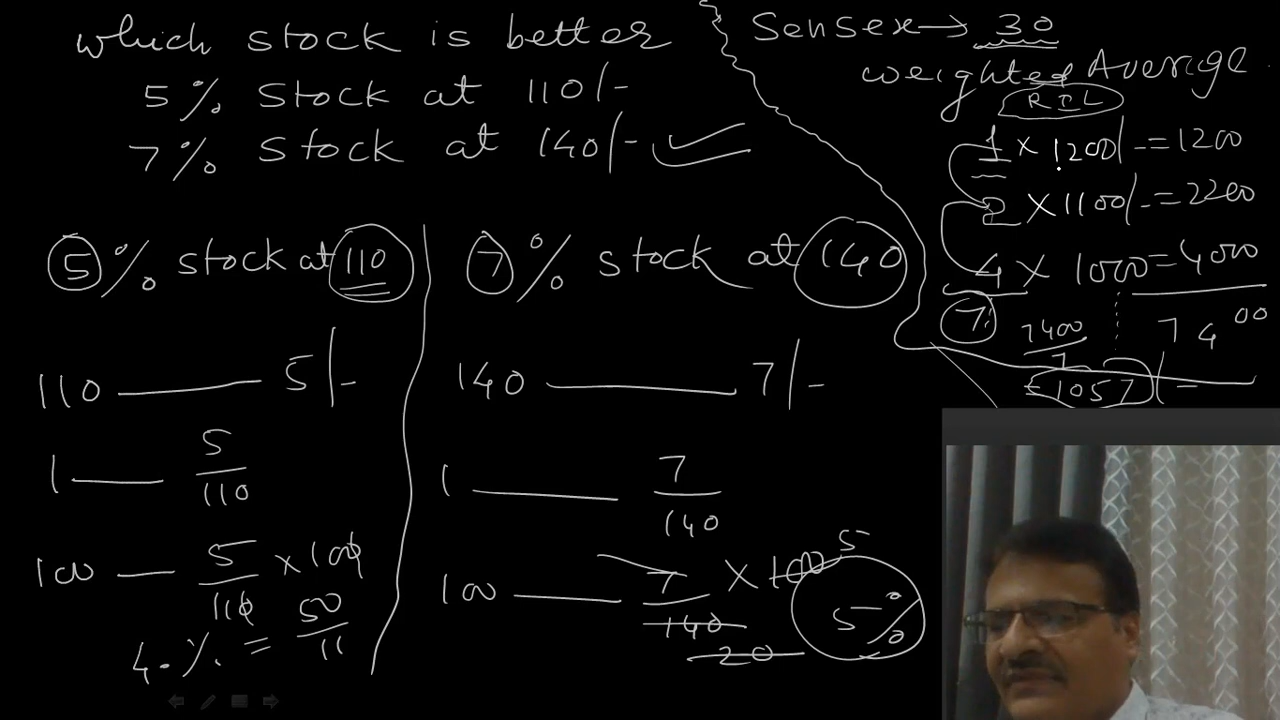 which stock is better
5% stock at 110/-
7% stock at 140/-
5% stock at 110
110 — 5/-
1 — 5/110
100 — 5/110 × 100
4.% = 50/11
7% stock at 140
140 — 7/-
1 — 7/140
100 — 7/140 × 100 5
20
5%
Sensex → 30
weighted Average
RIL
1 × 1200/- = 1200
2 × 1100/- = 2200
4 × 1000 = 4000
7 7400
7400/7
= 1057/-